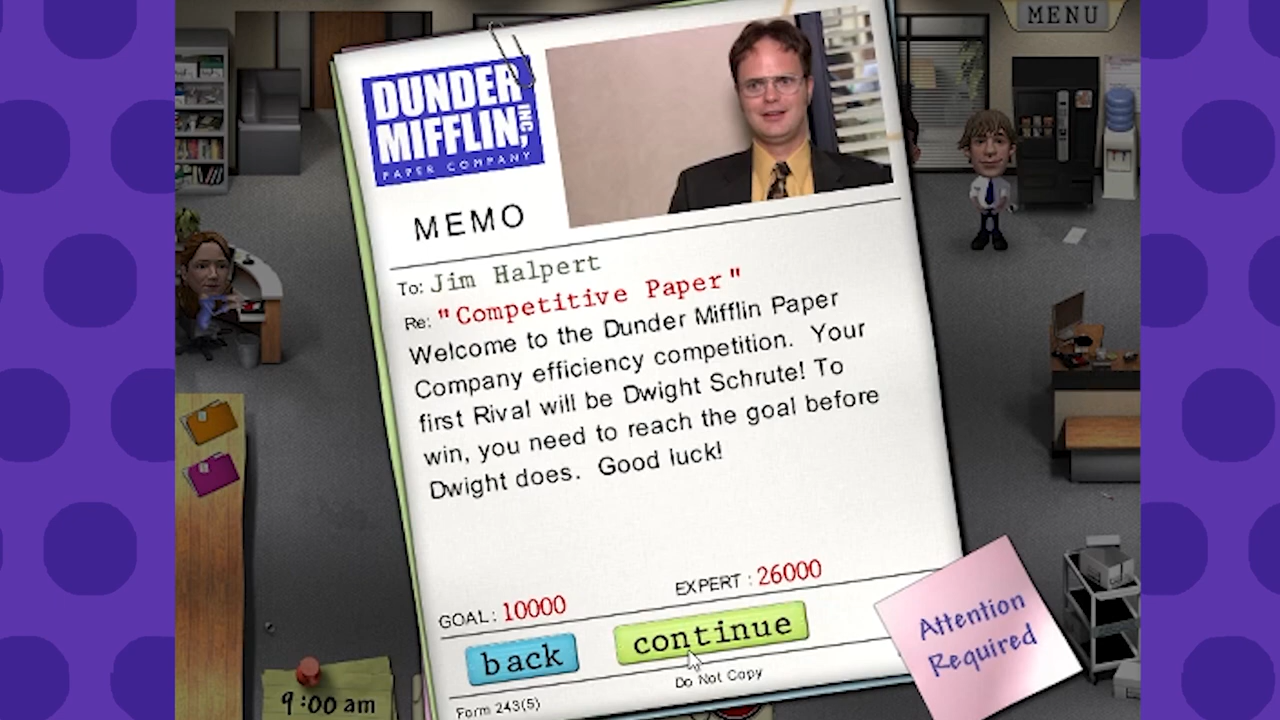 MENU
DUNDER
MIFFLIN, INC.
PAPER COMPANY
MEMO
To: Jim Halpert
Re: "Competitive Paper"
Welcome to the Dunder Mifflin Paper
Company efficiency competition. Your
first Rival will be Dwight Schrute! To
win, you need to reach the goal before
Dwight does. Good luck!
GOAL: 10000
EXPERT : 26000
back
continue
Do Not Copy
Form 243(5)
Attention
Required
9:00 am